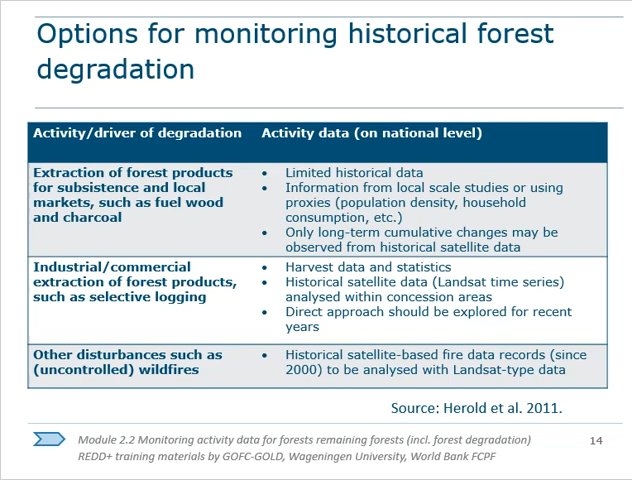 Options for monitoring historical forest
degradation
Activity/driver of degradation
Activity data (on national level)
Extraction of forest products
for subsistence and local
markets, such as fuel wood
and charcoal
• Limited historical data
• Information from local scale studies or using
proxies (population density, household
consumption, etc.)
• Only long-term cumulative changes may be
observed from historical satellite data
Industrial/commercial
extraction of forest products,
such as selective logging
• Harvest data and statistics
• Historical satellite data (Landsat time series)
analysed within concession areas
• Direct approach should be explored for recent
years
Other disturbances such as
(uncontrolled) wildfires
• Historical satellite-based fire data records (since
2000) to be analysed with Landsat-type data
Source: Herold et al. 2011.
Module 2.2 Monitoring activity data for forests remaining forests (incl. forest degradation)
REDD+ training materials by GOFC-GOLD, Wageningen University, World Bank FCPF
14